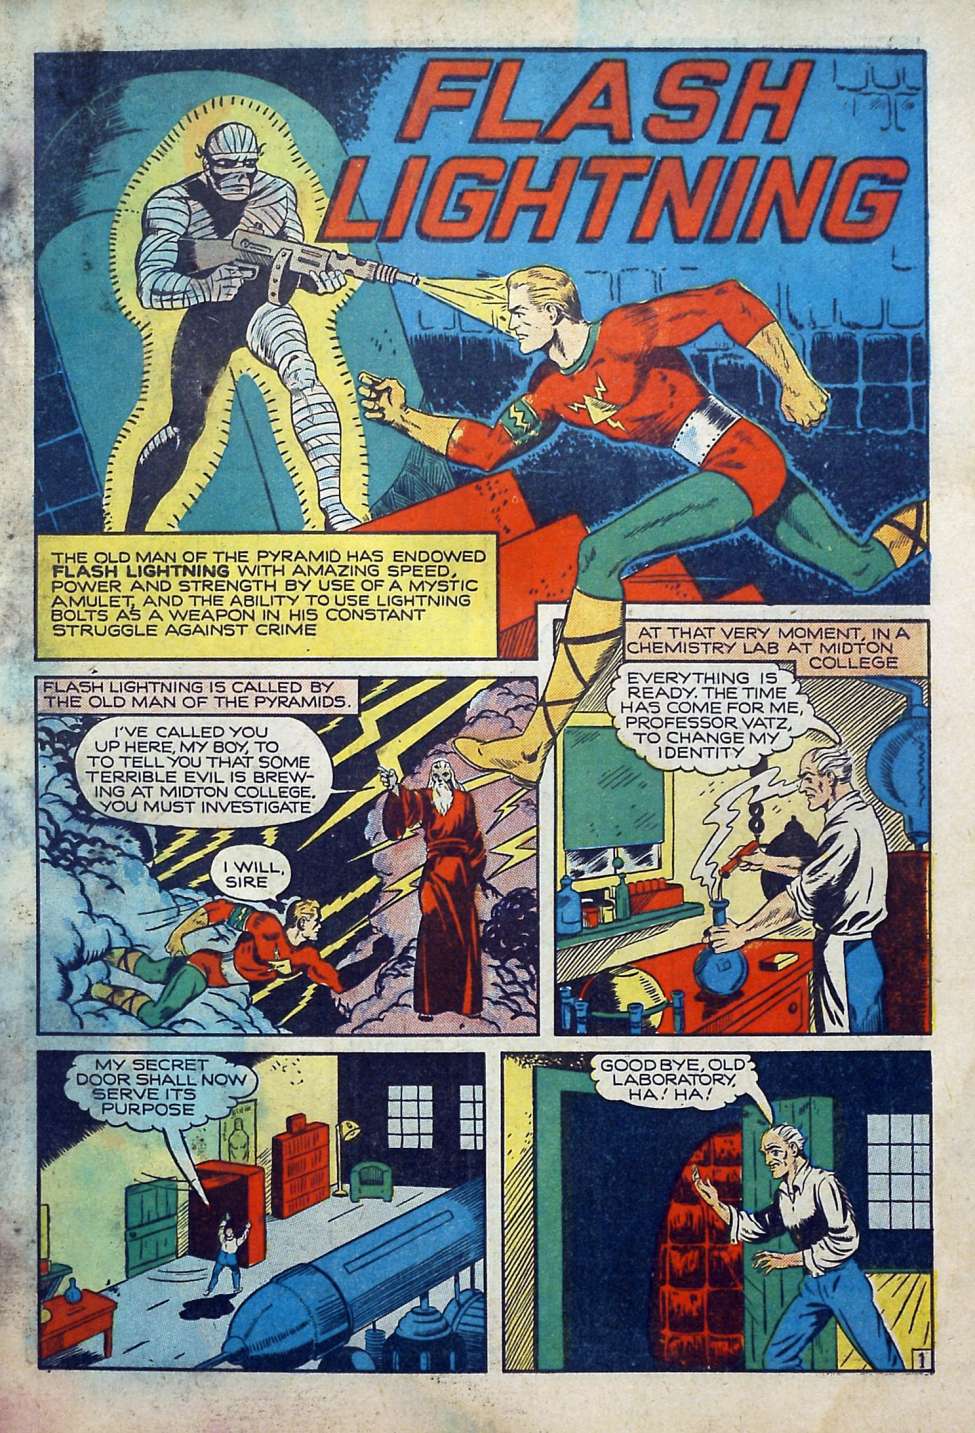 FLASH
LIGHTNING
THE OLD MAN OF THE PYRAMID HAS ENDOWED
FLASH LIGHTNING WITH AMAZING SPEED,
POWER AND STRENGTH BY USE OF A MYSTIC
AMULET, AND THE ABILITY TO USE LIGHTNING
BOLTS AS A WEAPON IN HIS CONSTANT
STRUGGLE AGAINST CRIME
FLASH LIGHTNING IS CALLED BY
THE OLD MAN OF THE PYRAMIDS.
I'VE CALLED YOU
UP HERE, MY BOY, TO
TO TELL YOU THAT SOME
TERRIBLE EVIL IS BREW-
ING AT MIDTON COLLEGE.
YOU MUST INVESTIGATE
I WILL,
SIRE
AT THAT VERY MOMENT, IN A
CHEMISTRY LAB AT MIDTON
COLLEGE
EVERYTHING IS
READY. THE TIME
HAS COME FOR ME,
PROFESSOR VATZ,
TO CHANGE MY
IDENTITY
MY SECRET
DOOR SHALL NOW
SERVE ITS
PURPOSE
GOOD BYE, OLD
LABORATORY,
HA! HA!
1